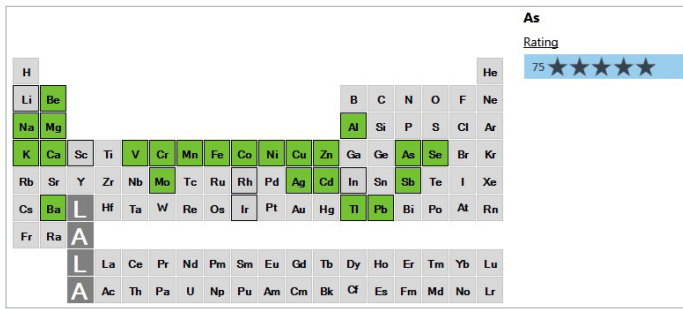 As
Rating
75
H He
Li Be B C N O F Ne
Na Mg Al Si P S Cl Ar
K Ca Sc Ti V Cr Mn Fe Co Ni Cu Zn Ga Ge As Se Br Kr
Rb Sr Y Zr Nb Mo Tc Ru Rh Pd Ag Cd In Sn Sb Te I Xe
Cs Ba L Hf Ta W Re Os Ir Pt Au Hg Tl Pb Bi Po At Rn
Fr Ra A
L La Ce Pr Nd Pm Sm Eu Gd Tb Dy Ho Er Tm Yb Lu
A Ac Th Pa U Np Pu Am Cm Bk Cf Es Fm Md No Lr